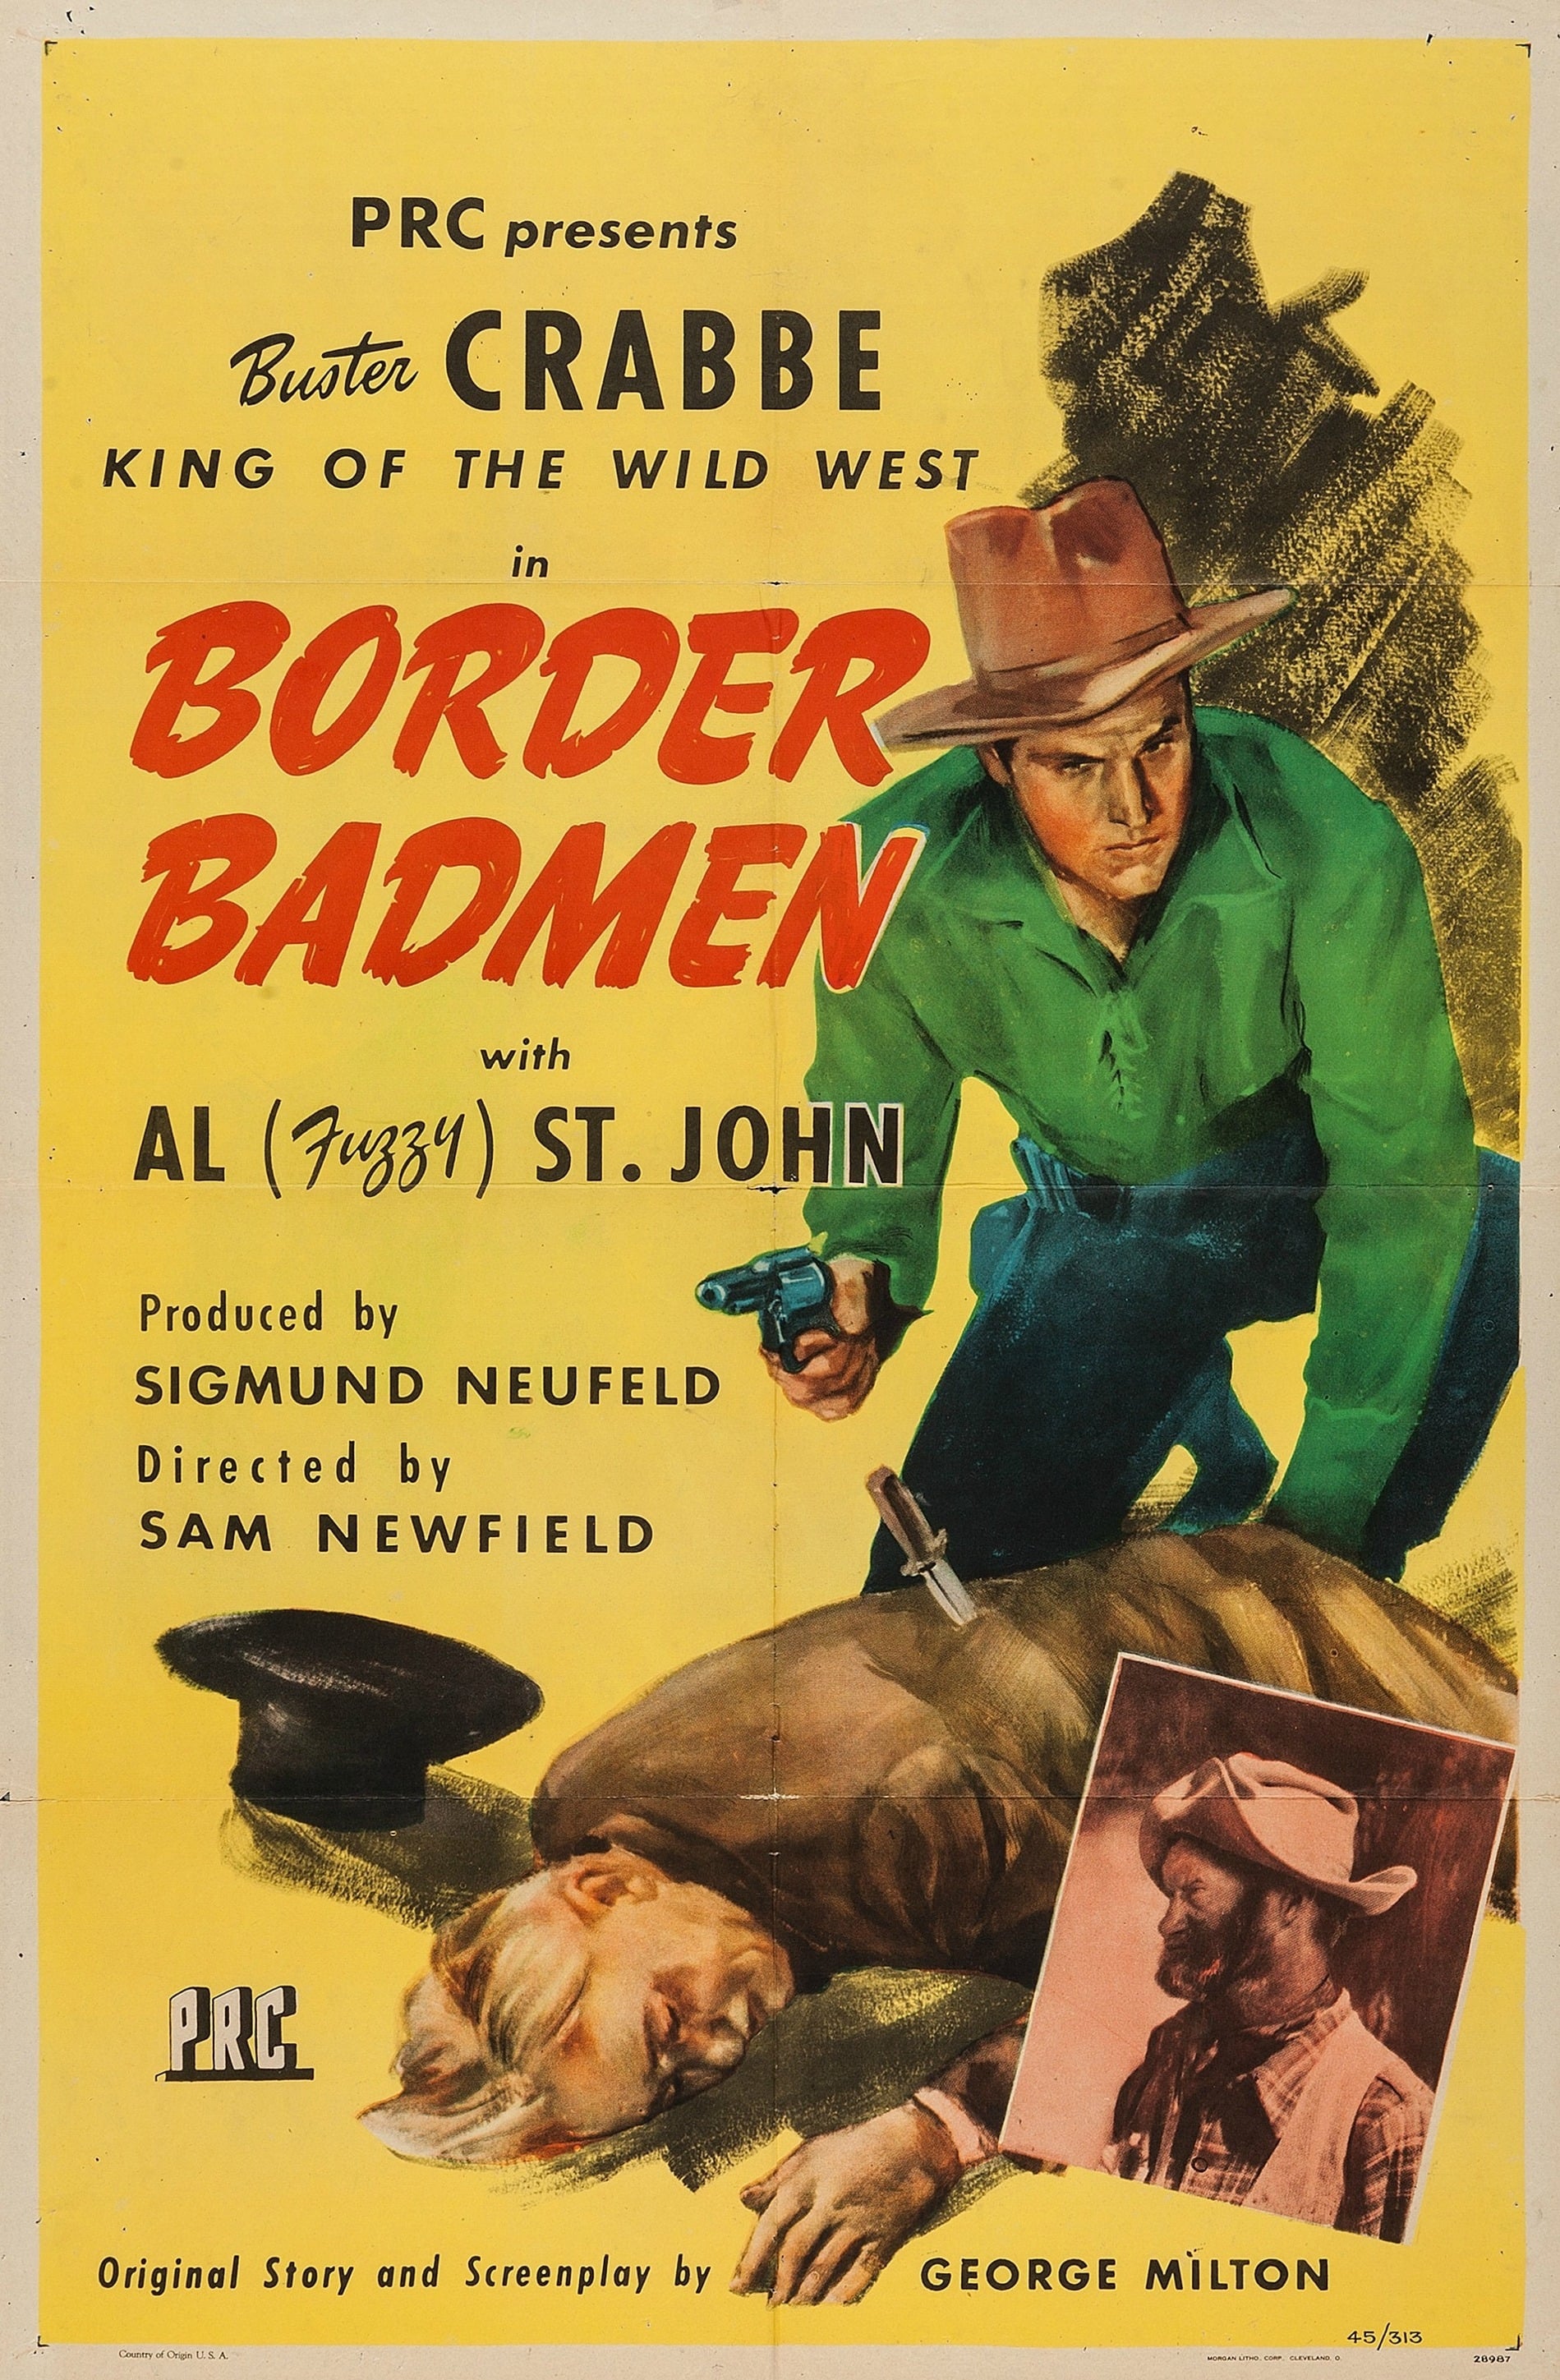 PRC presents
Buster CRABBE
KING OF THE WILD WEST
in
BORDER
BADMEN
with
AL (Fuzzy) ST. JOHN
Produced by
SIGMUND NEUFELD
Directed by
SAM NEWFIELD
PRC
Original Story and Screenplay by GEORGE MILTON
45/313
Country of Origin U. S. A.
MORGAN LITHO. CORP. CLEVELAND, O.
28987